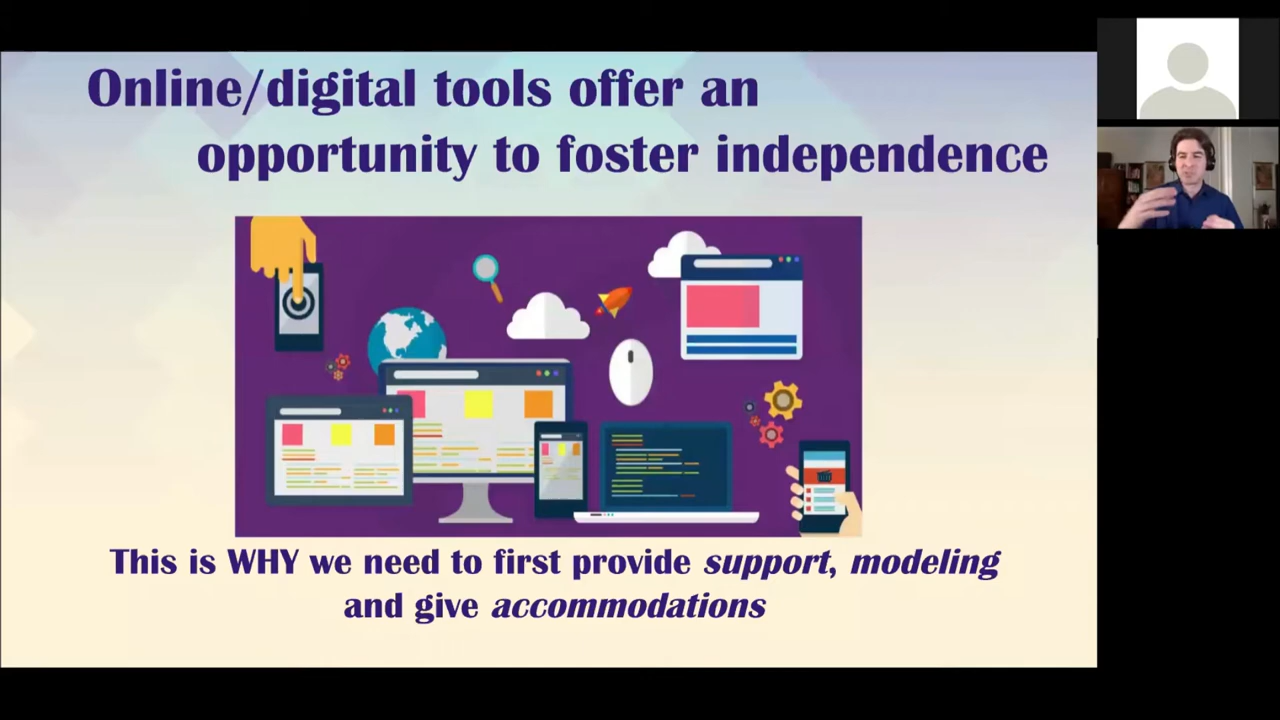 Online/digital tools offer an
opportunity to foster independence
This is WHY we need to first provide support, modeling
and give accommodations